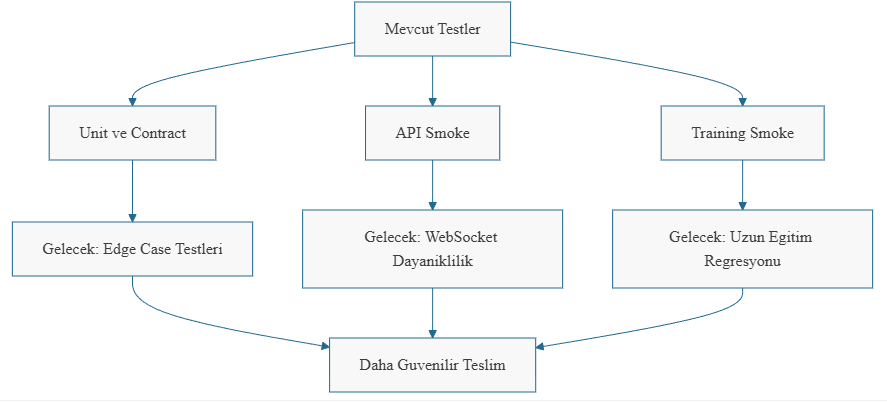 Mevcut Testler
Unit ve Contract
API Smoke
Training Smoke
Gelecek: Edge Case Testleri
Gelecek: WebSocket
Dayaniklilik
Gelecek: Uzun Egitim
Regresyonu
Daha Guvenilir Teslim